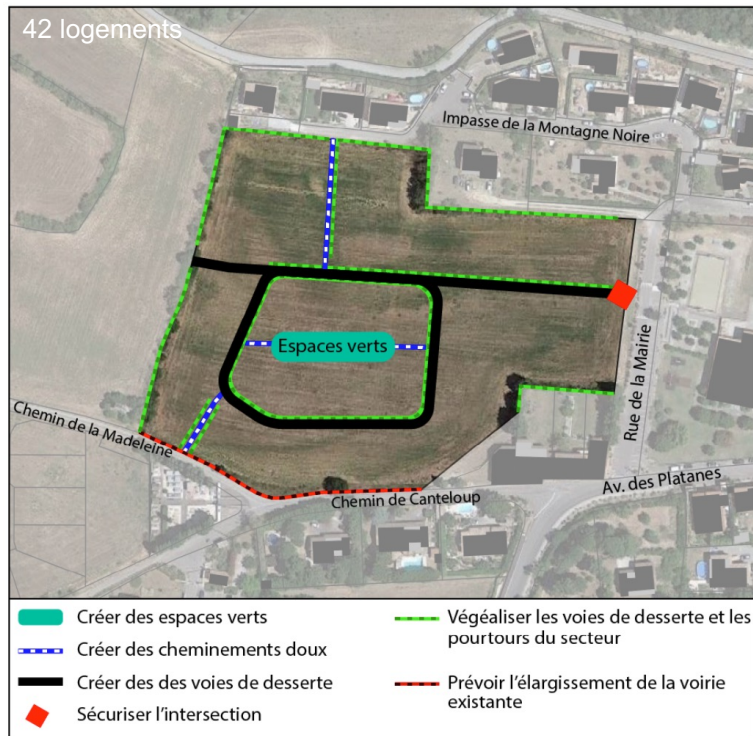 42 logements
Impasse de la Montagne Noire
Espaces verts
Rue de la Mairie
Chemin de la Madeleine
Av. des Platanes
Chemin de Canteloup
Créer des espaces verts
Créer des cheminements doux
Créer des des voies de desserte
Sécuriser l'intersection
Végéaliser les voies de desserte et les
pourtours du secteur
Prévoir l'élargissement de la voirie
existante